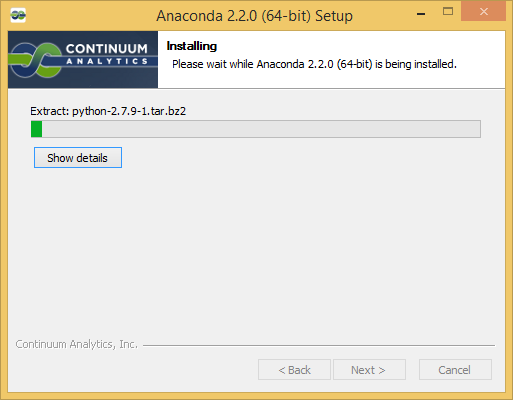 Anaconda 2.2.0 (64-bit) Setup
CONTINUUM
ANALYTICS
Installing
Please wait while Anaconda 2.2.0 (64-bit) is being installed.
Extract: python-2.7.9-1.tar.bz2
Show details
Continuum Analytics, Inc.
< Back
Next >
Cancel